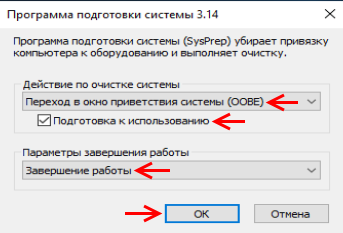 Программа подготовки системы 3.14
Программа подготовки системы (SysPrep) убирает привязку
компьютера к оборудованию и выполняет очистку.
Действие по очистке системы
Переход в окно приветствия системы (OOBE)
Подготовка к использованию
Параметры завершения работы
Завершение работы
OK
Отмена